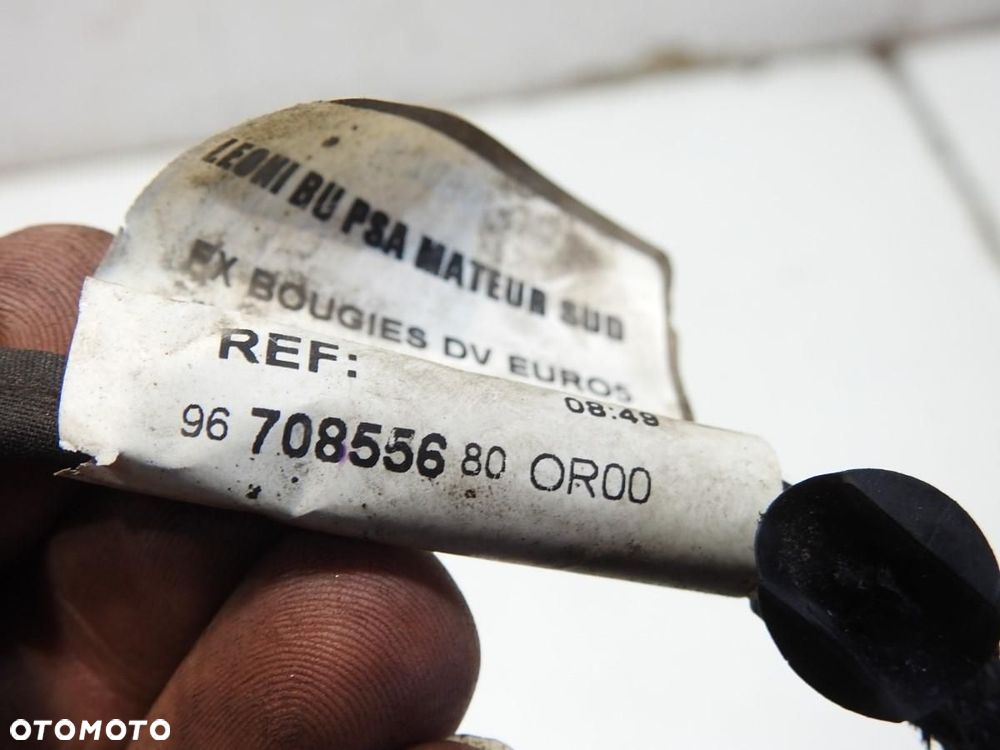 LEONI BU PSA MATEUR SUD
FX BOUGIES DV EURO5
08:49
REF:
96 708556 80 OR00
OTOMOTO